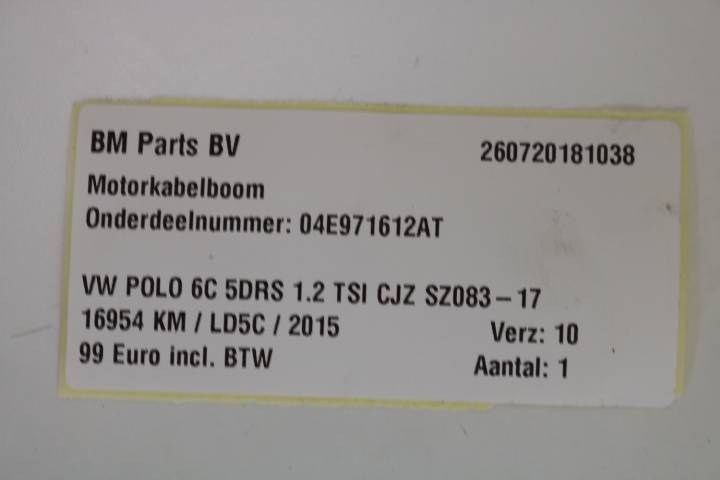 BM Parts BV 260720181038
Motorkabelboom
Onderdeelnummer: 04E971612AT
VW POLO 6C 5DRS 1.2 TSI CJZ SZ083-17
16954 KM / LD5C / 2015 Verz: 10
99 Euro incl. BTW Aantal: 1